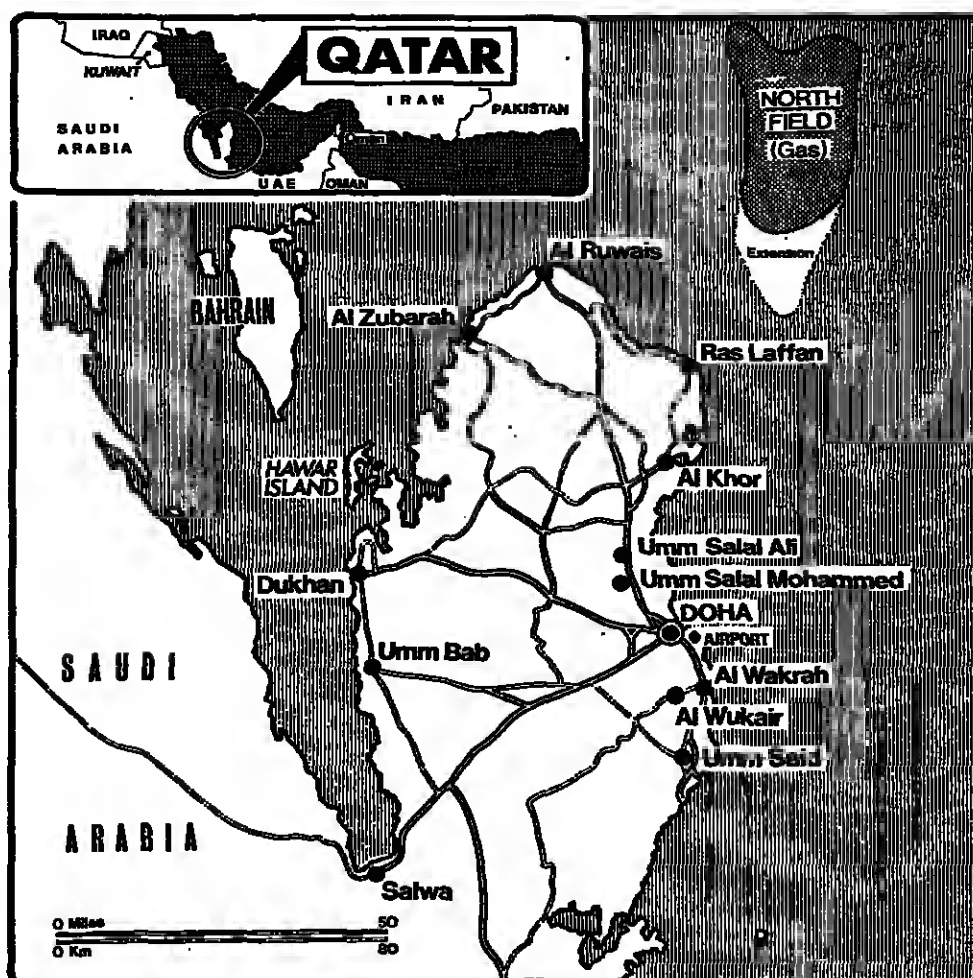 QATAR
IRAQ
KUWAIT
IRAN
PAKISTAN
SAUDI
ARABIA
UAE
OMAN
NORTH
FIELD
(Gas)
Extension
Al Ruwais
BAHRAIN
Al Zubarah
Ras Laffan
HAWAR
ISLAND
Al Khor
Umm Salal Ali
Dukhan
Umm Salal Mohammed
DOHA
AIRPORT
Umm Bab
Al Wakrah
Al Wukair
Umm Said
SAUDI
ARABIA
Salwa
0 Miles 50
0 Km 80